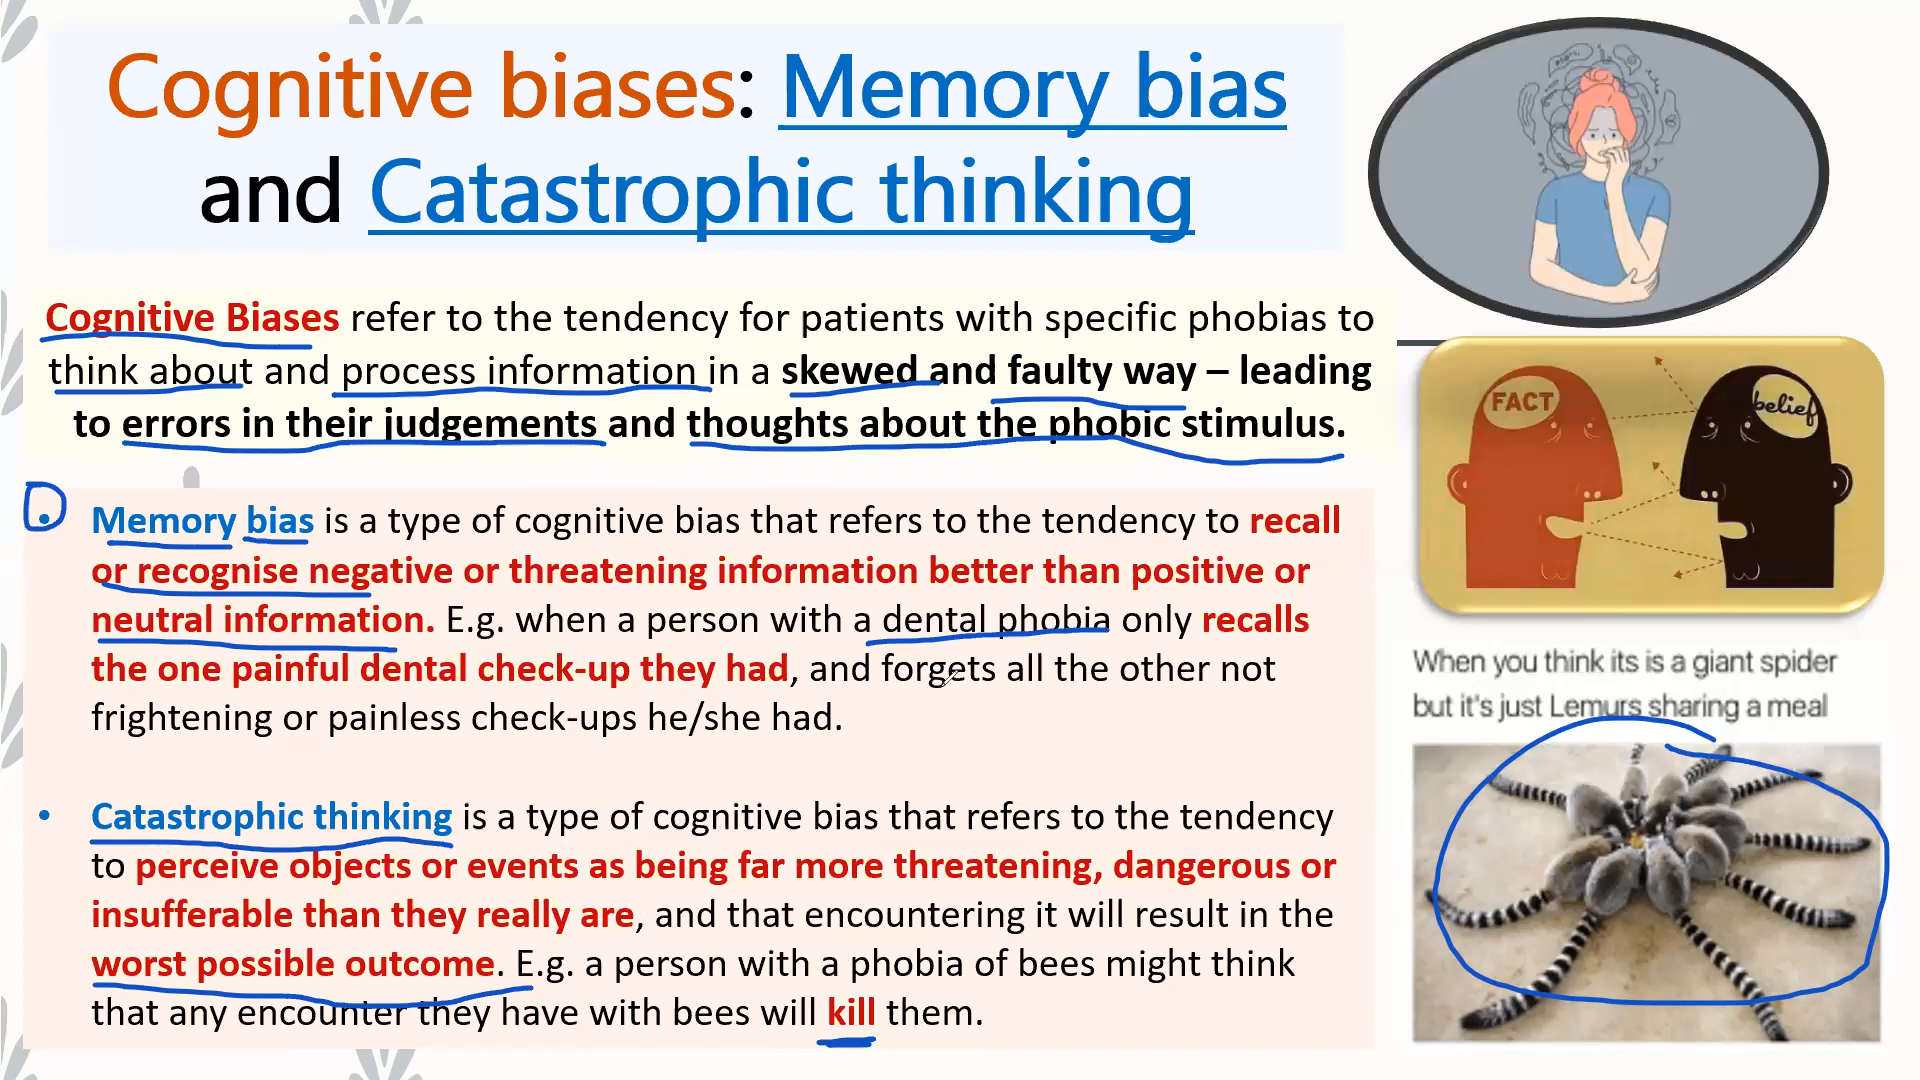 Cognitive biases: Memory bias
and Catastrophic thinking
Cognitive Biases refer to the tendency for patients with specific phobias to
think about and process information in a skewed and faulty way – leading
to errors in their judgements and thoughts about the phobic stimulus.
• Memory bias is a type of cognitive bias that refers to the tendency to recall
or recognise negative or threatening information better than positive or
neutral information. E.g. when a person with a dental phobia only recalls
the one painful dental check-up they had, and forgets all the other not
frightening or painless check-ups he/she had.
• Catastrophic thinking is a type of cognitive bias that refers to the tendency
to perceive objects or events as being far more threatening, dangerous or
insufferable than they really are, and that encountering it will result in the
worst possible outcome. E.g. a person with a phobia of bees might think
that any encounter they have with bees will kill them.
FACT
belief
When you think its is a giant spider
but it's just Lemurs sharing a meal